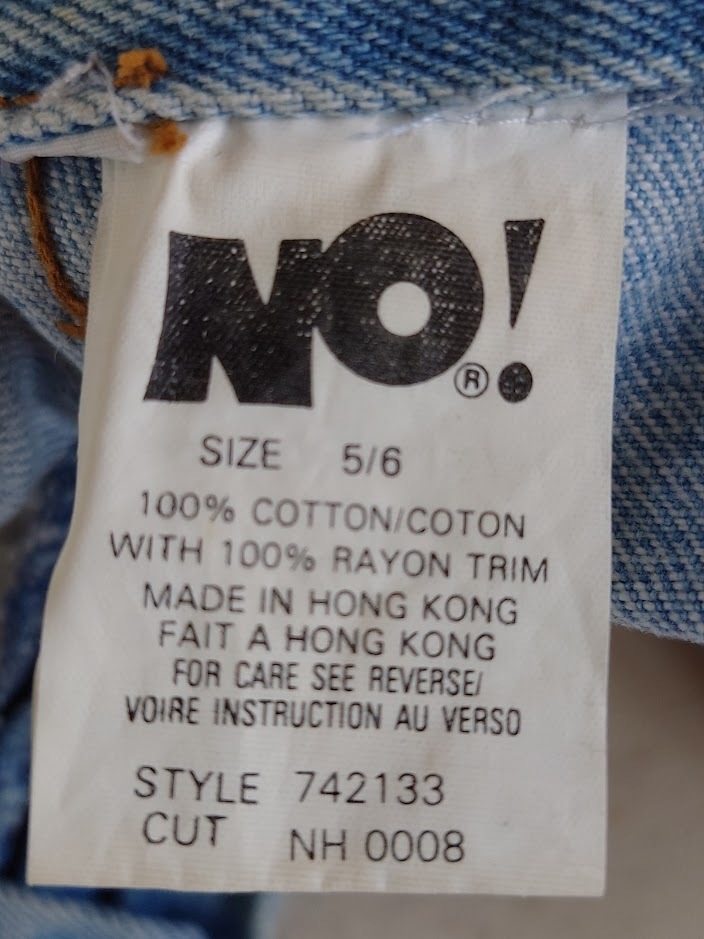 NO!®
SIZE 5/6
100% COTTON/COTON
WITH 100% RAYON TRIM
MADE IN HONG KONG
FAIT A HONG KONG
FOR CARE SEE REVERSE/
VOIRE INSTRUCTION AU VERSO
STYLE 742133
CUT NH 0008